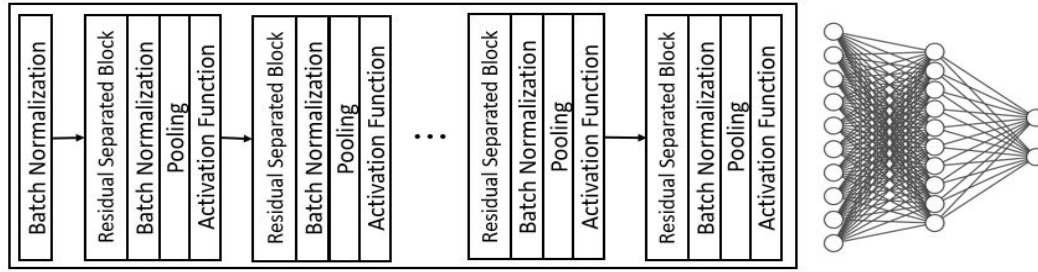 Batch Normalization
Residual Separated Block
Batch Normalization
Pooling
Activation Function
Residual Separated Block
Batch Normalization
Pooling
Activation Function
...
Residual Separated Block
Batch Normalization
Pooling
Activation Function
Residual Separated Block
Batch Normalization
Pooling
Activation Function